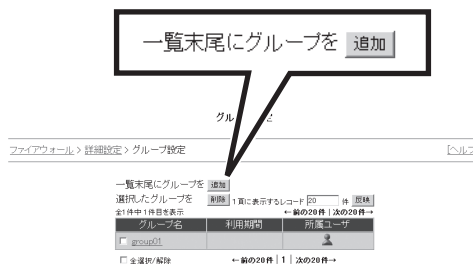 一覧末尾にグループを 追加
ファイアウォール > 詳細設定 > グループ設定
一覧末尾にグループを 追加
選択したグループを 削除 1頁に表示するレコード 20 件 反映
全1件中1件目を表示 ←前の20件 | 次の20件→
グループ名 利用期間 所属ユーザ
group01
全選択/解除 ←前の20件 | 1 | 次の20件→